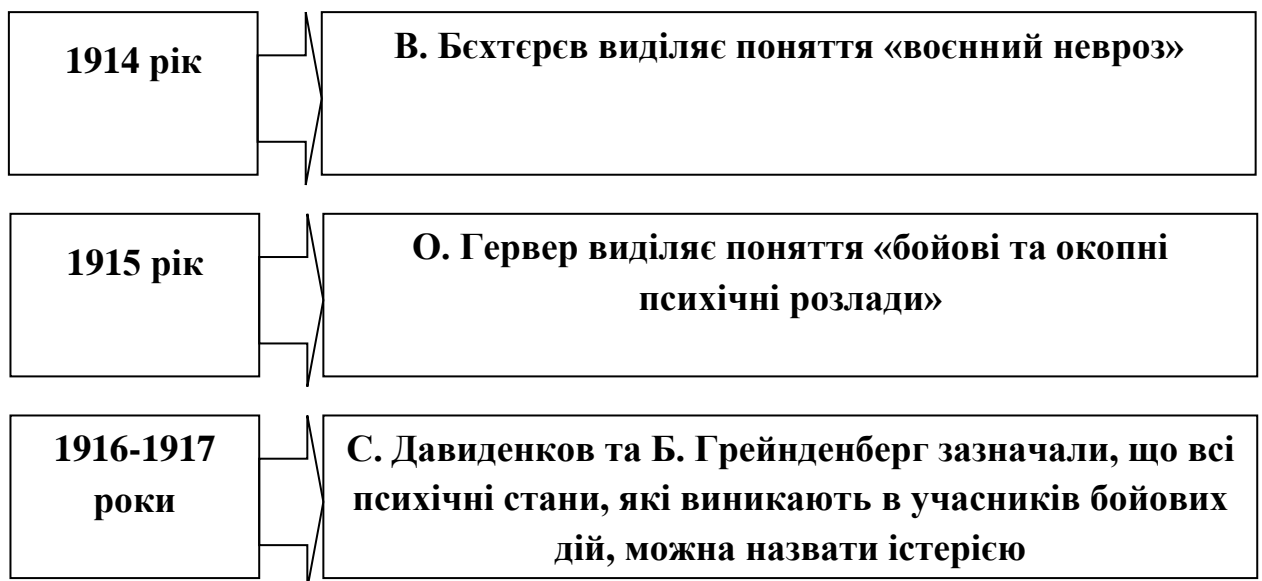 1914 рік
В. Бєхтєрєв виділяє поняття «воєнний невроз»
1915 рік
О. Гервер виділяє поняття «бойові та окопні
психічні розлади»
1916-1917
роки
С. Давиденков та Б. Грейнденберг зазначали, що всі
психічні стани, які виникають в учасників бойових
дій, можна назвати істерією